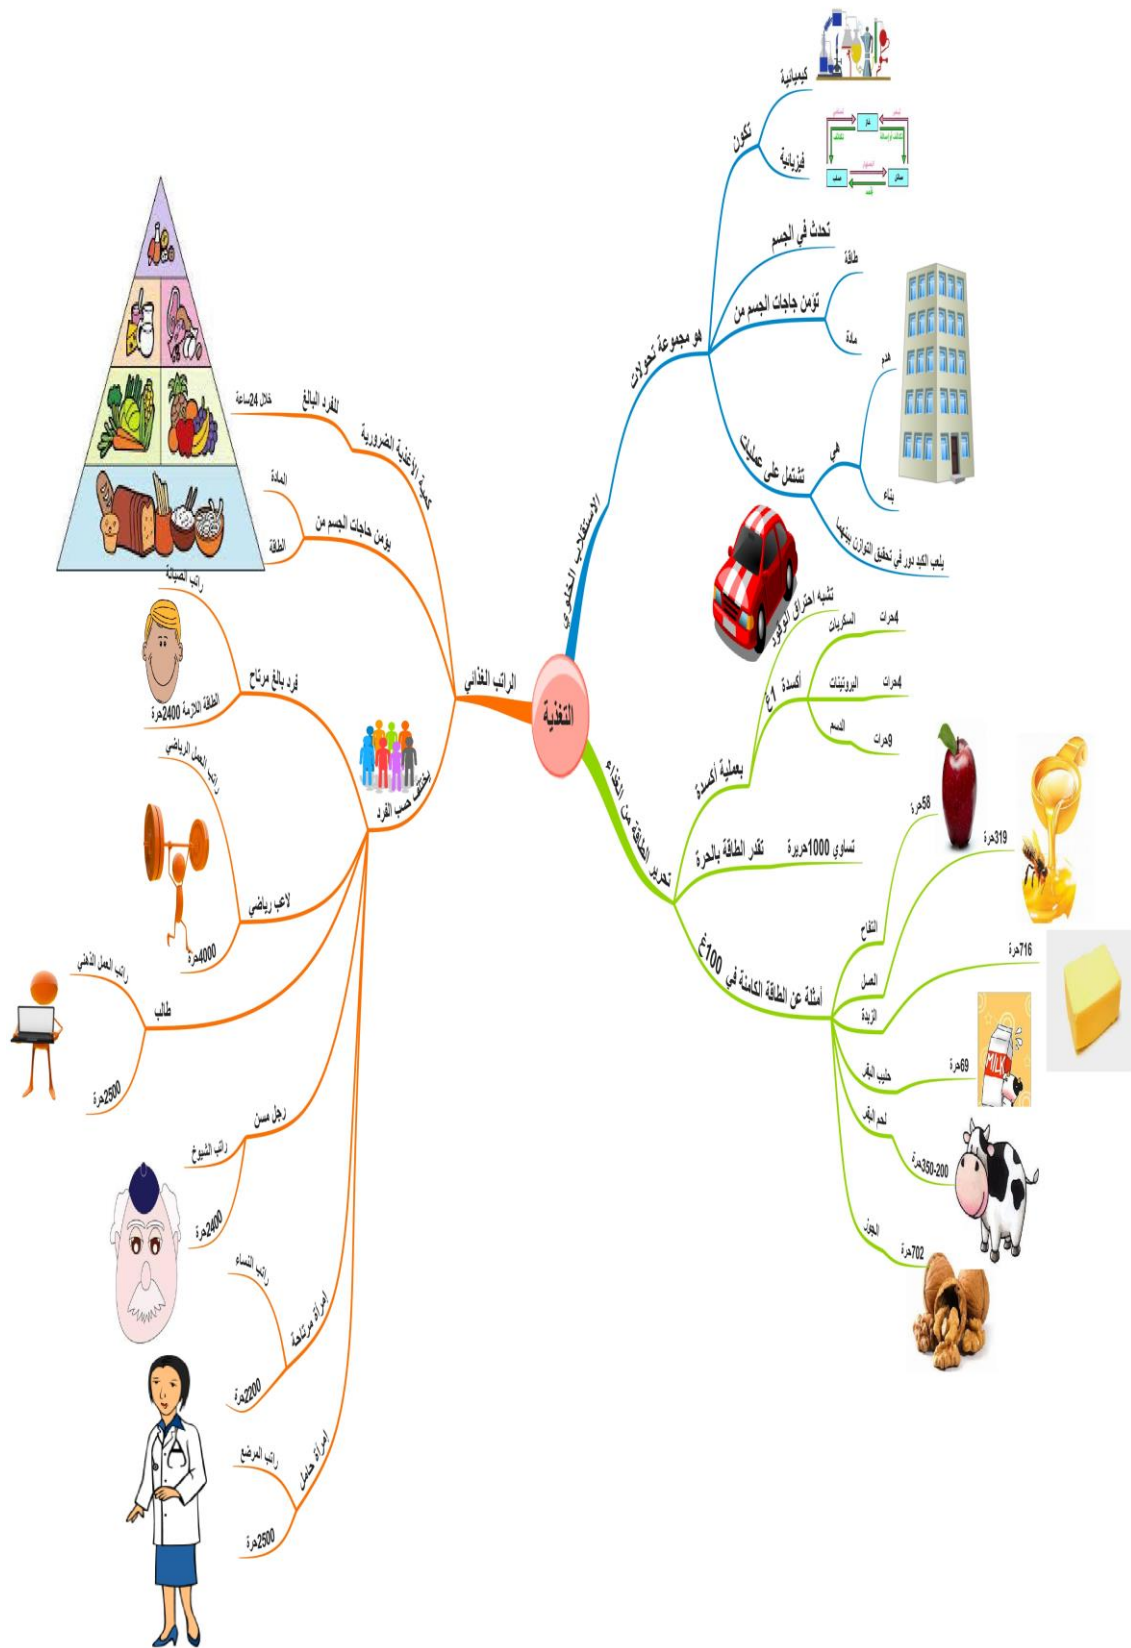 التغذية
الاستقلاب الخلوي
هو مجموعة تحولات
تكون
كيميائية
فيزيائية
غاز
سائل
صلب
تحدث في الجسم
تؤمن حاجات الجسم من
طاقة
مادة
تشتمل على عمليات
هي
هدم
بناء
يلعب الكبد دور في تحقيق التوازن بينهما
تحرير الطاقة من الغذاء
بعملية أكسدة
تشبه احتراق الوقود
أكسدة 1غ
السكريات
4حرات
البروتينات
4حرات
الدسم
9حرات
تقدر الطاقة بالحرة
تساوي 1000حريرة
أمثلة عن الطاقة الكامنة في 100غ
التفاح
58حرة
العسل
319حرة
الزبدة
716حرة
حليب البقر
69حرة
MILK
لحم البقر
200-350حرة
الجوز
702حرة
الراتب الغذائي
كمية الأغذية الضرورية
للفرد البالغ
خلال 24ساعة
يؤمن حاجات الجسم من
المادة
الطاقة
يختلف حسب الفرد
فرد بالغ مرتاح
راتب الصيانة
الطاقة اللازمة 2400حرة
لاعب رياضي
راتب العمل الرياضي
4000حرة
طالب
راتب العمل الذهني
2500حرة
رجل مسن
راتب الشيوخ
2400حرة
إمرأة مرتاحة
راتب النساء
2200حرة
إمرأة حامل
راتب المرضع
2500حرة